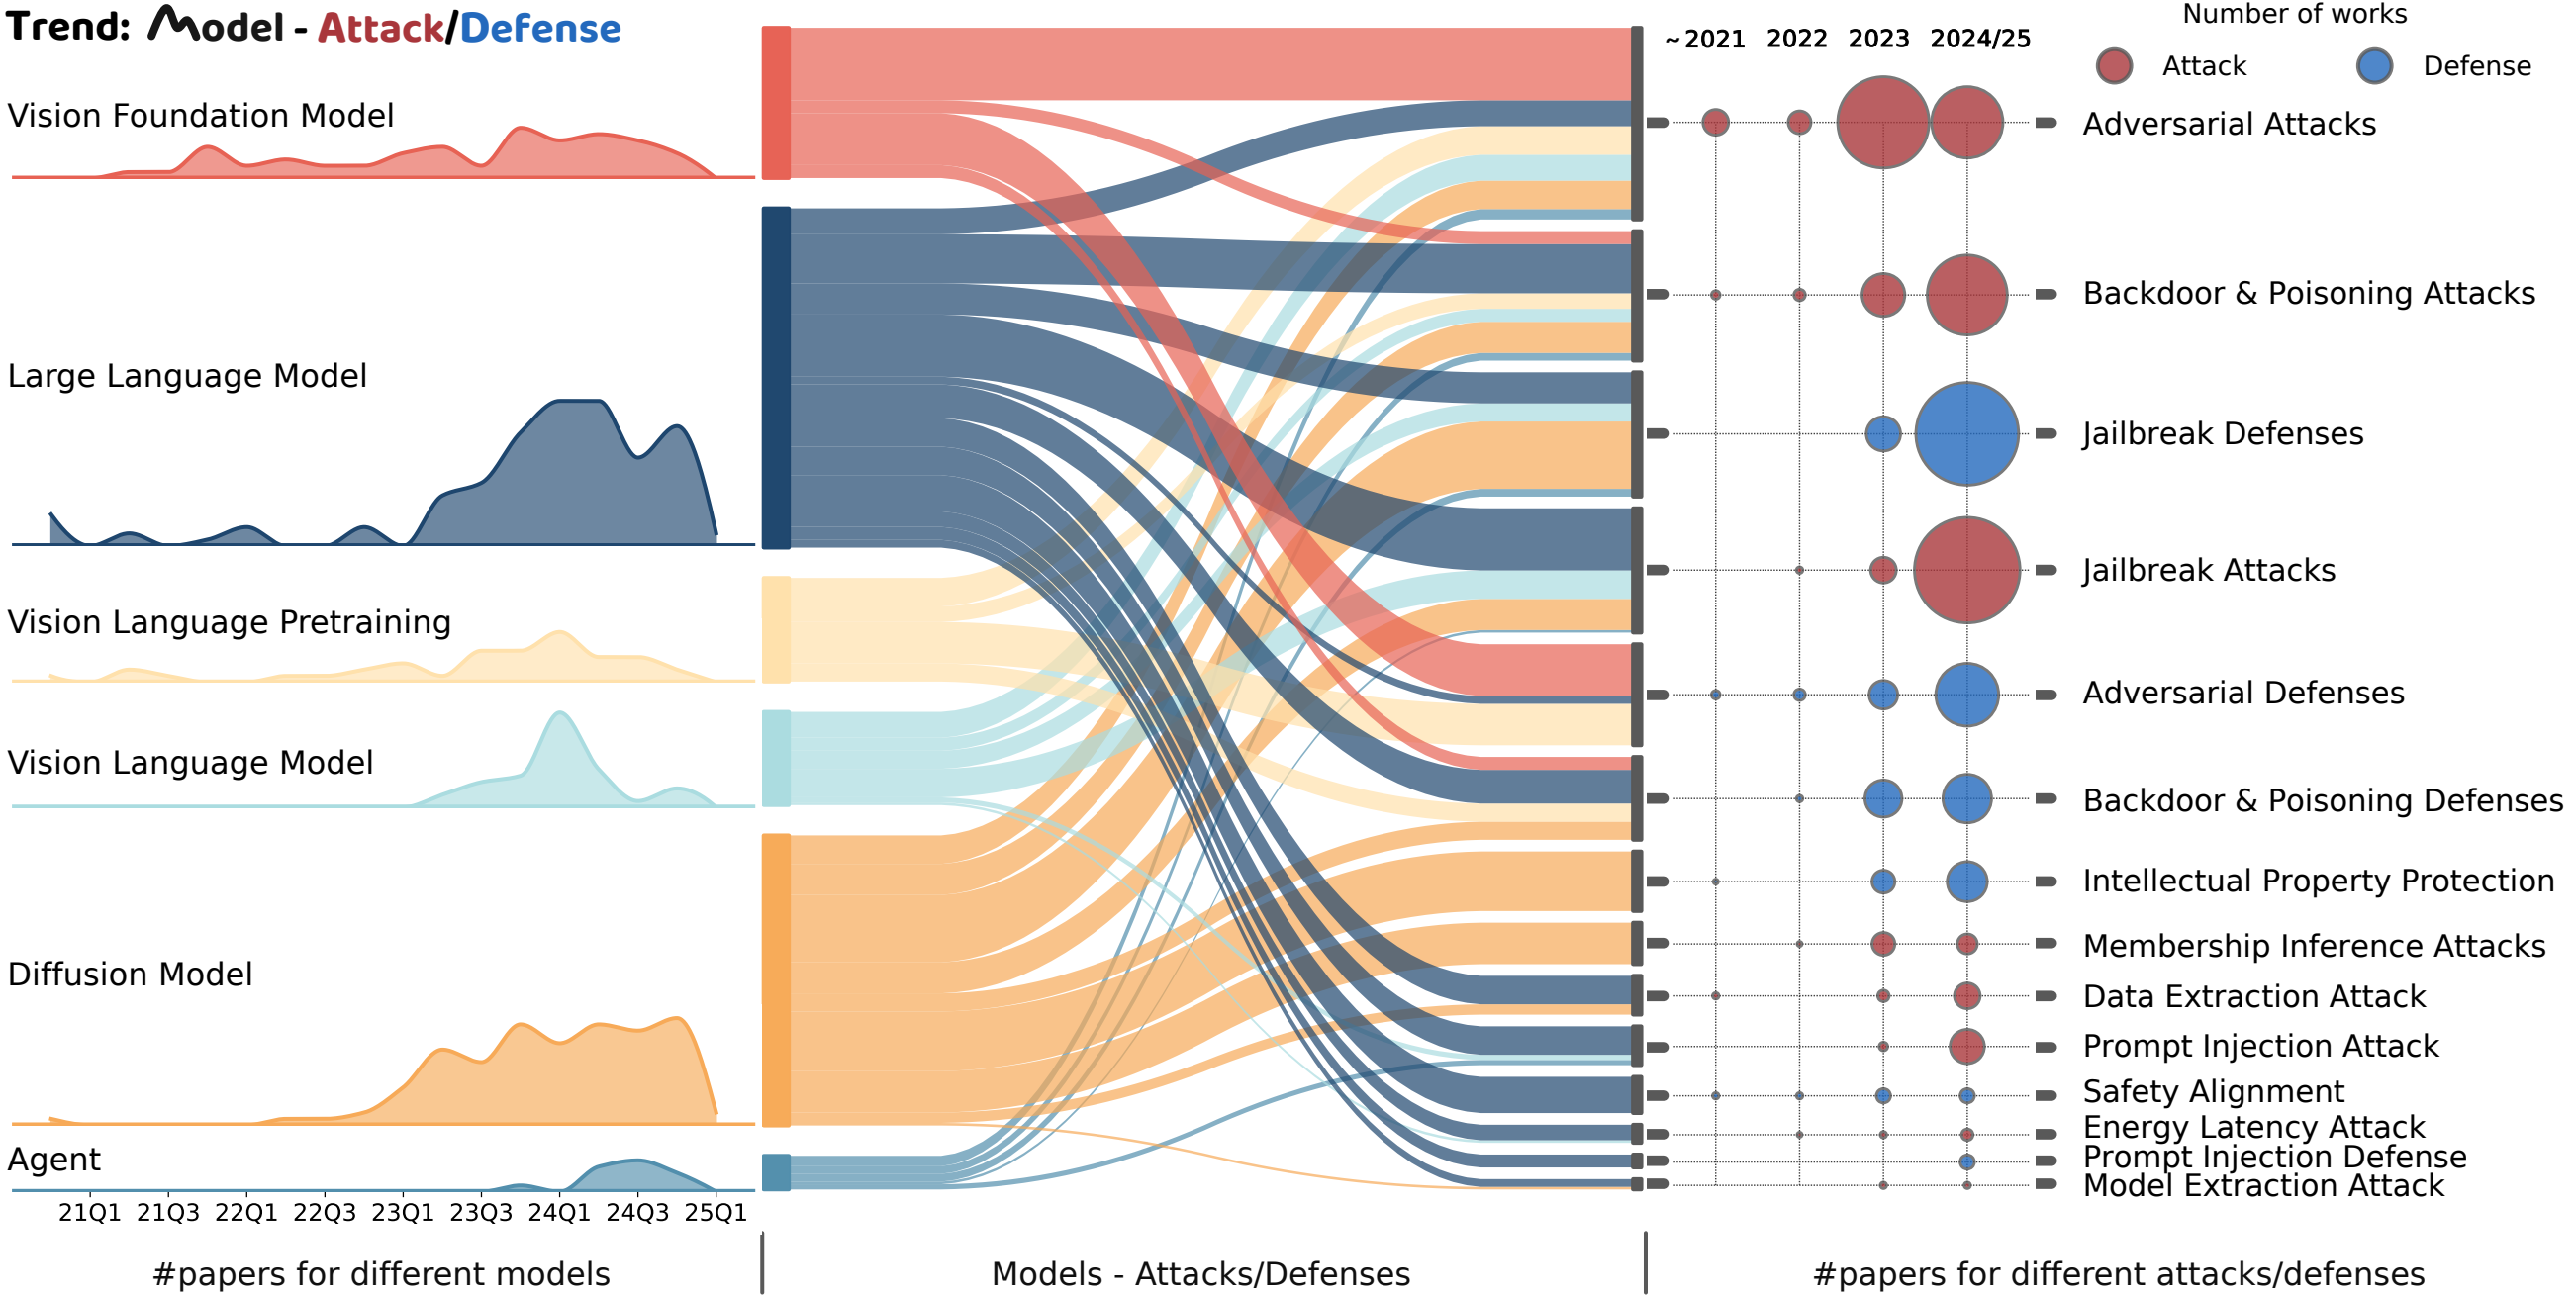 Trend: Model - Attack/Defense
Vision Foundation Model
Large Language Model
Vision Language Pretraining
Vision Language Model
Diffusion Model
Agent
21Q1 21Q3 22Q1 22Q3 23Q1 23Q3 24Q1 24Q3 25Q1
#papers for different models
Models - Attacks/Defenses
~2021 2022 2023 2024/25
Number of works
Attack Defense
Adversarial Attacks
Backdoor & Poisoning Attacks
Jailbreak Defenses
Jailbreak Attacks
Adversarial Defenses
Backdoor & Poisoning Defenses
Intellectual Property Protection
Membership Inference Attacks
Data Extraction Attack
Prompt Injection Attack
Safety Alignment
Energy Latency Attack
Prompt Injection Defense
Model Extraction Attack
#papers for different attacks/defenses